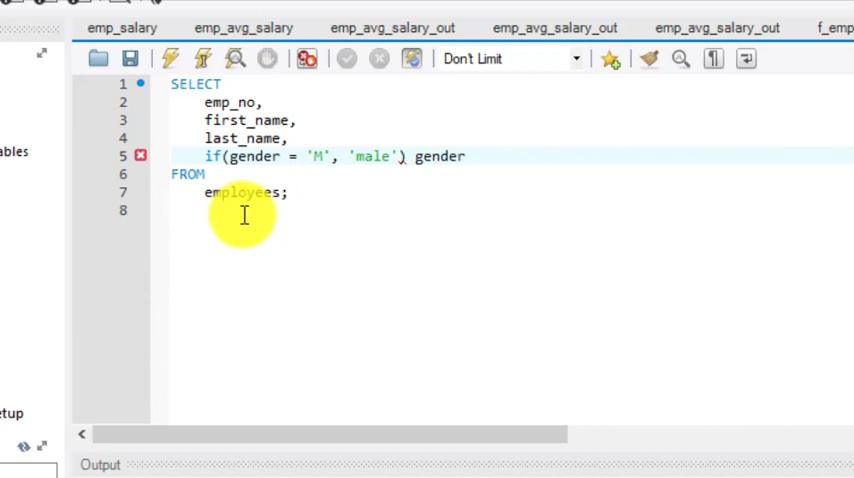 emp_salary emp_avg_salary emp_avg_salary_out emp_avg_salary_out emp_avg_salary_out f_emp
Don't Limit
1 SELECT
2 emp_no,
3 first_name,
4 last_name,
ables
5 if(gender = 'M', 'male') gender
6 FROM
7 employees;
8
etup
Output